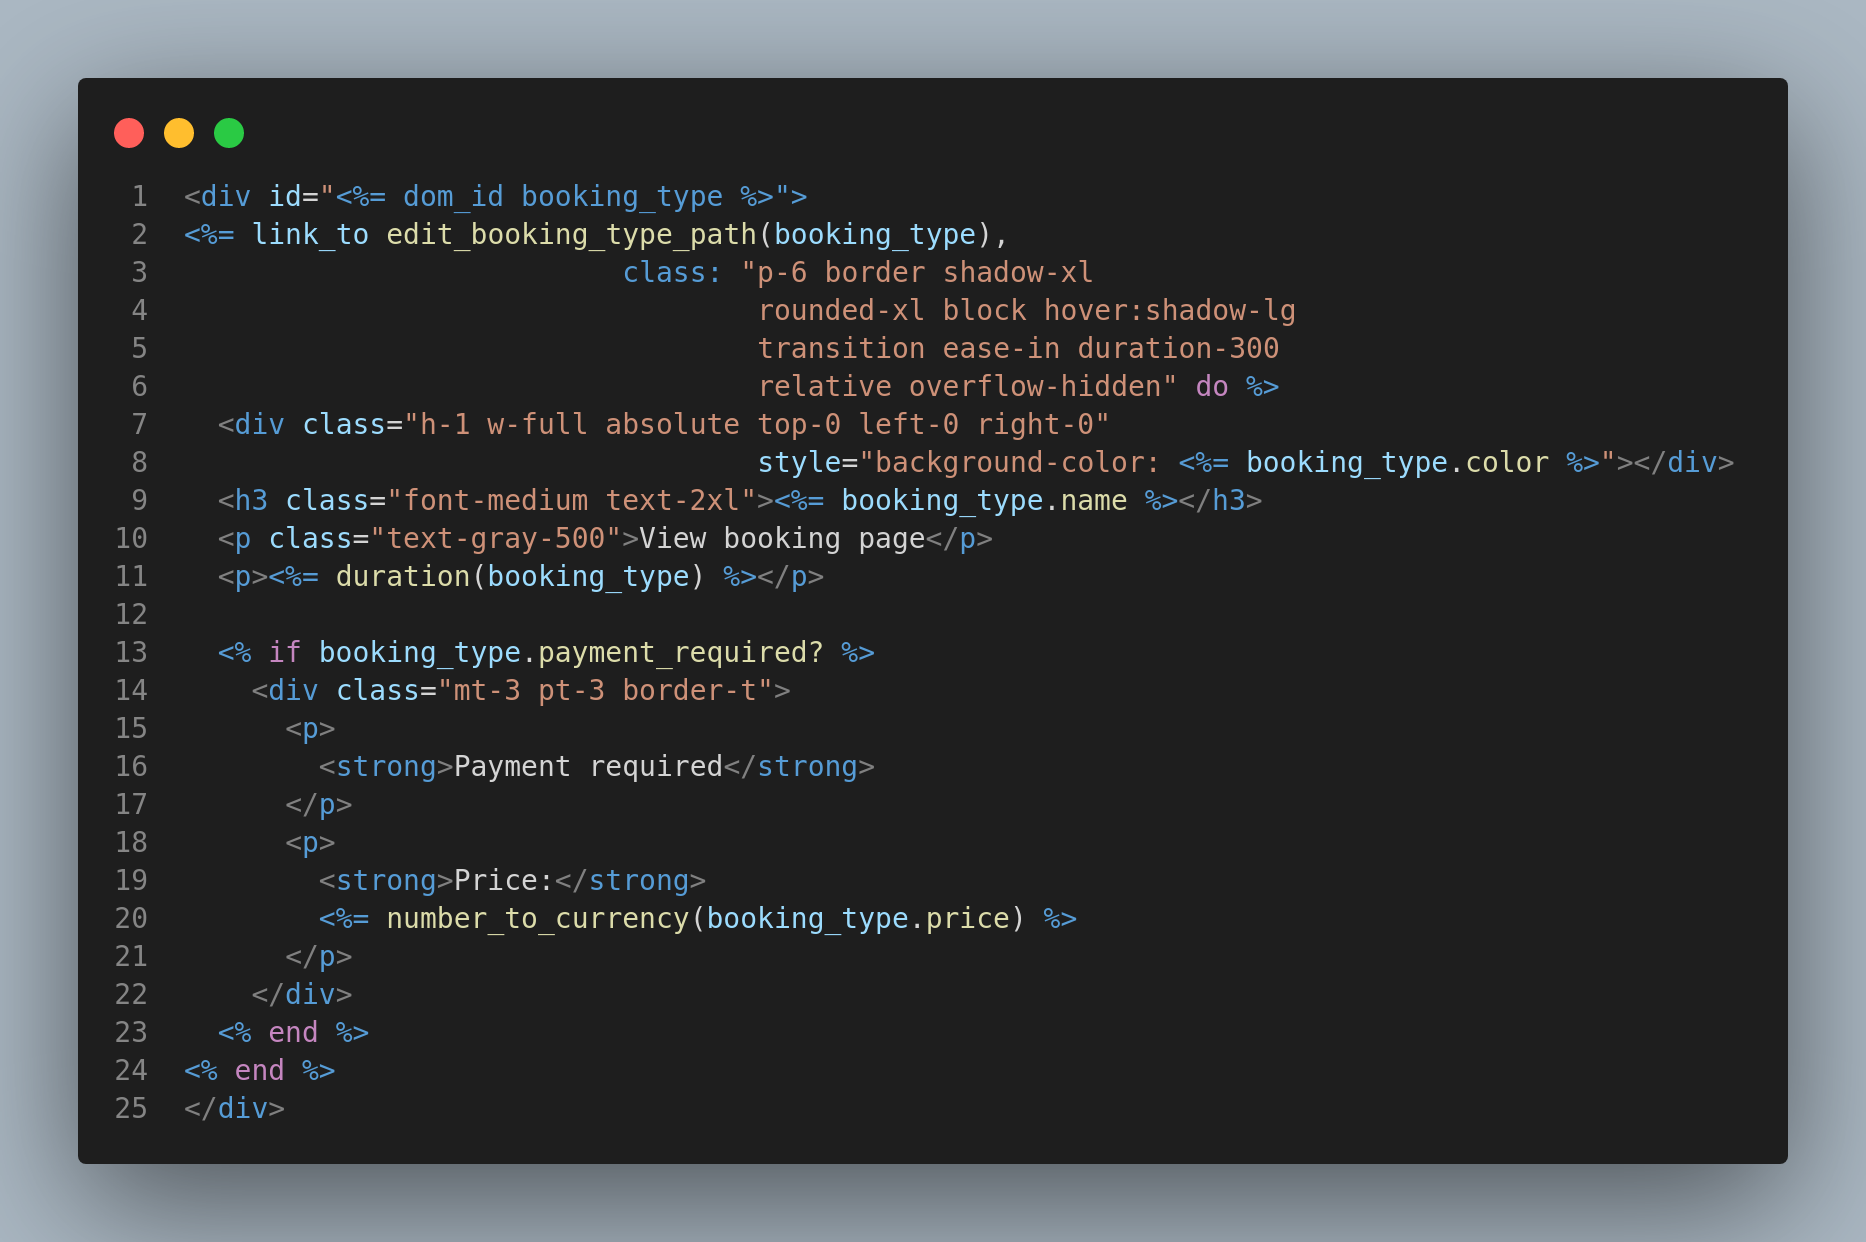 1 <div id="<%= dom_id booking_type %>">
2 <%= link_to edit_booking_type_path(booking_type),
3                           class: "p-6 border shadow-xl
4                                   rounded-xl block hover:shadow-lg
5                                   transition ease-in duration-300
6                                   relative overflow-hidden" do %>
7   <div class="h-1 w-full absolute top-0 left-0 right-0"
8                                   style="background-color: <%= booking_type.color %>"></div>
9   <h3 class="font-medium text-2xl"><%= booking_type.name %></h3>
10   <p class="text-gray-500">View booking page</p>
11   <p><%= duration(booking_type) %></p>
12
13   <% if booking_type.payment_required? %>
14     <div class="mt-3 pt-3 border-t">
15       <p>
16         <strong>Payment required</strong>
17       </p>
18       <p>
19         <strong>Price:</strong>
20         <%= number_to_currency(booking_type.price) %>
21       </p>
22     </div>
23   <% end %>
24 <% end %>
25 </div>